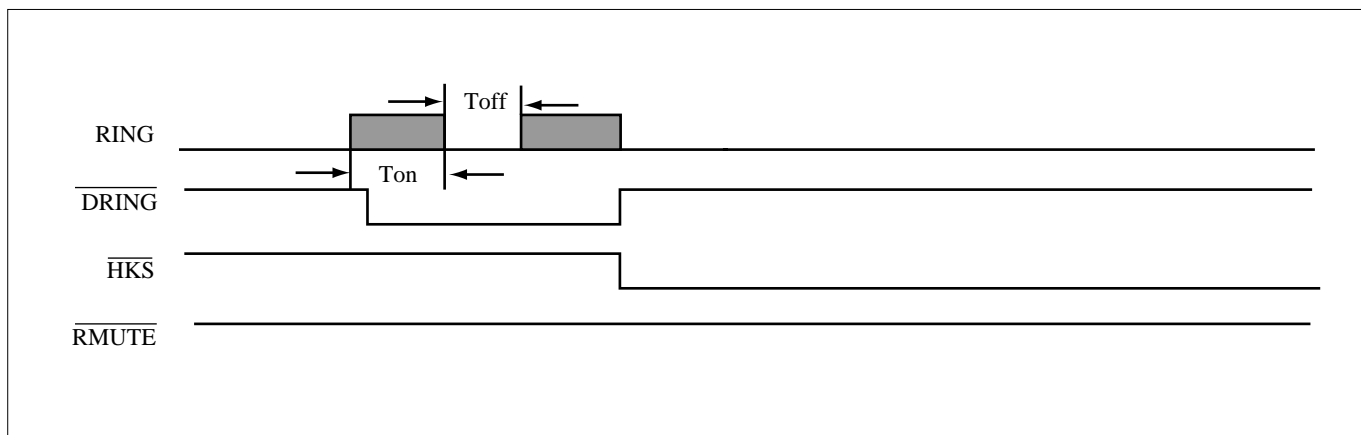 Toff
RING
Ton
DRING
HKS
RMUTE